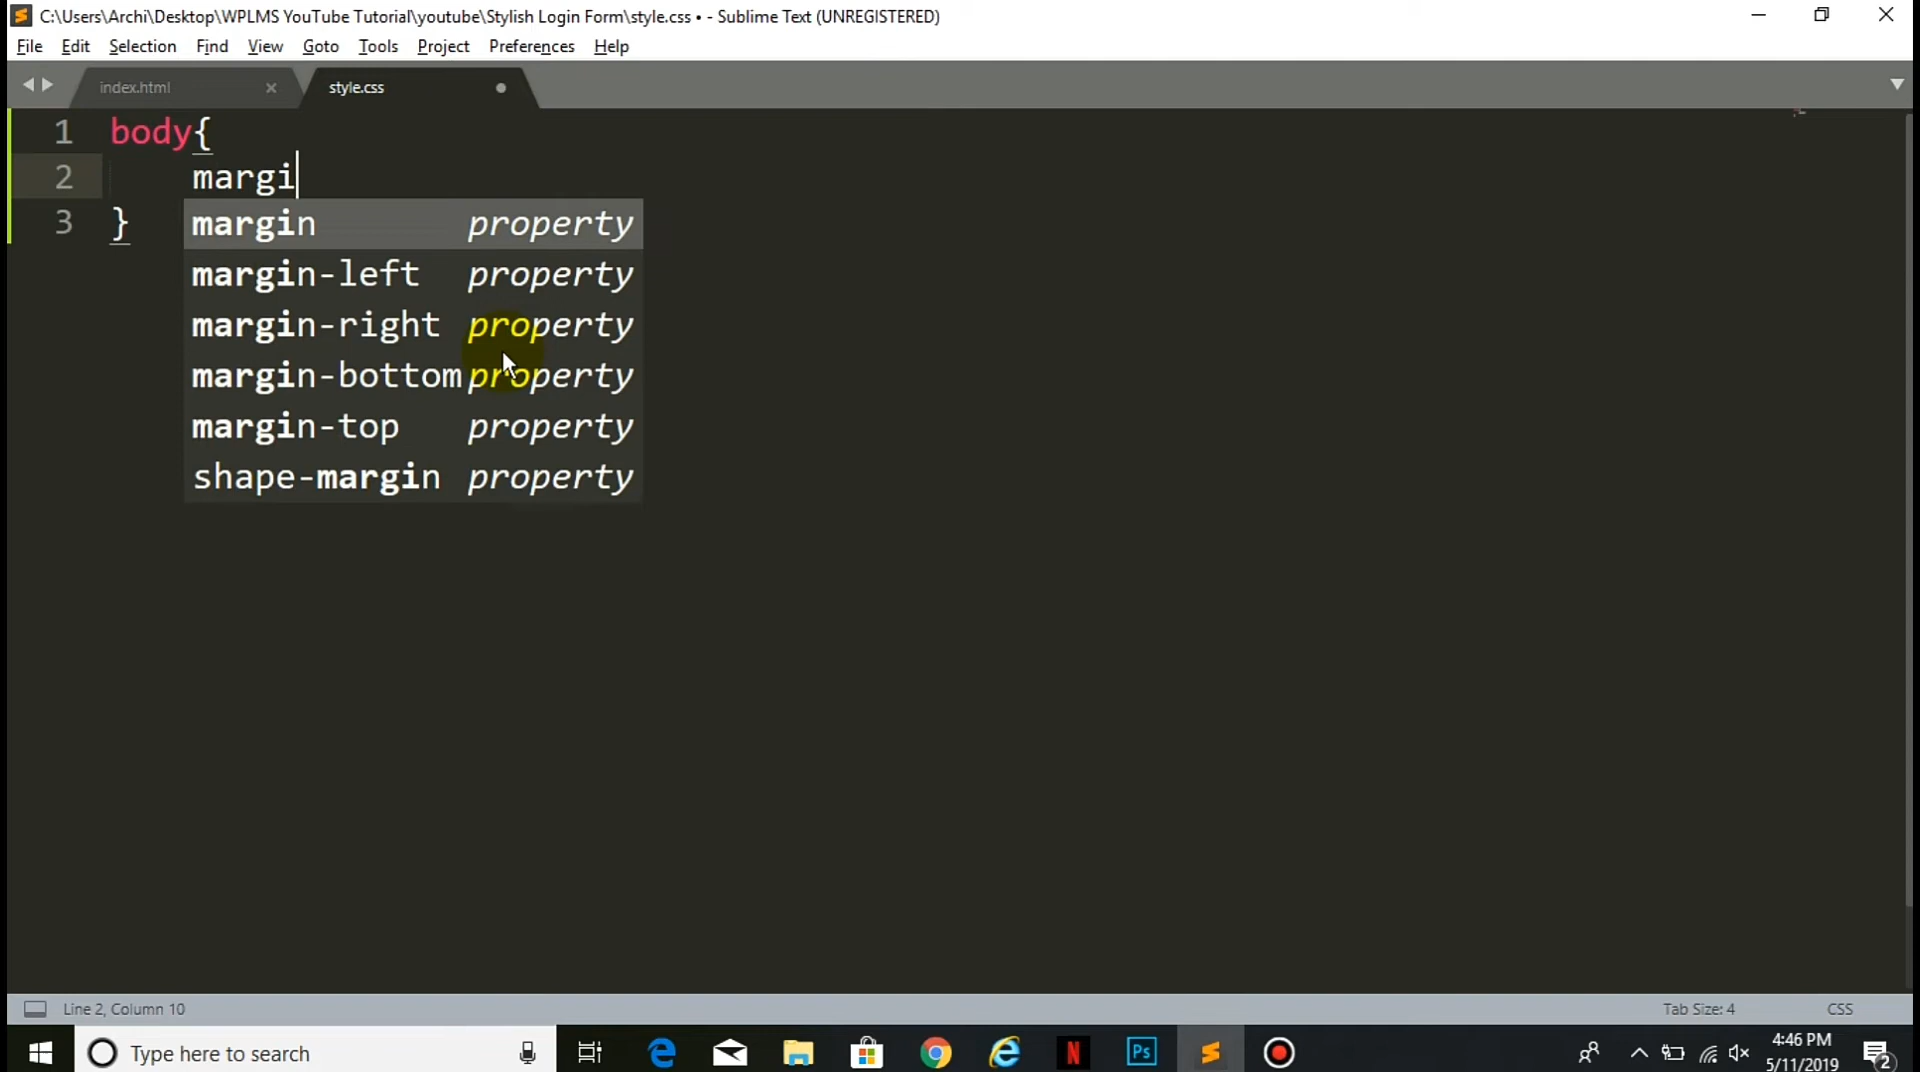 C:\Users\Archi\Desktop\WPLMS YouTube Tutorial\youtube\Stylish Login Form\style.css • - Sublime Text (UNREGISTERED)
File Edit Selection Find View Goto Tools Project Preferences Help
index.html × style.css
1 body{
2 margi
3 }
margin property
margin-left property
margin-right property
margin-bottom property
margin-top property
shape-margin property
Line 2, Column 10 Tab Size: 4 CSS
Type here to search Ps 4:46 PM
5/11/2019 2